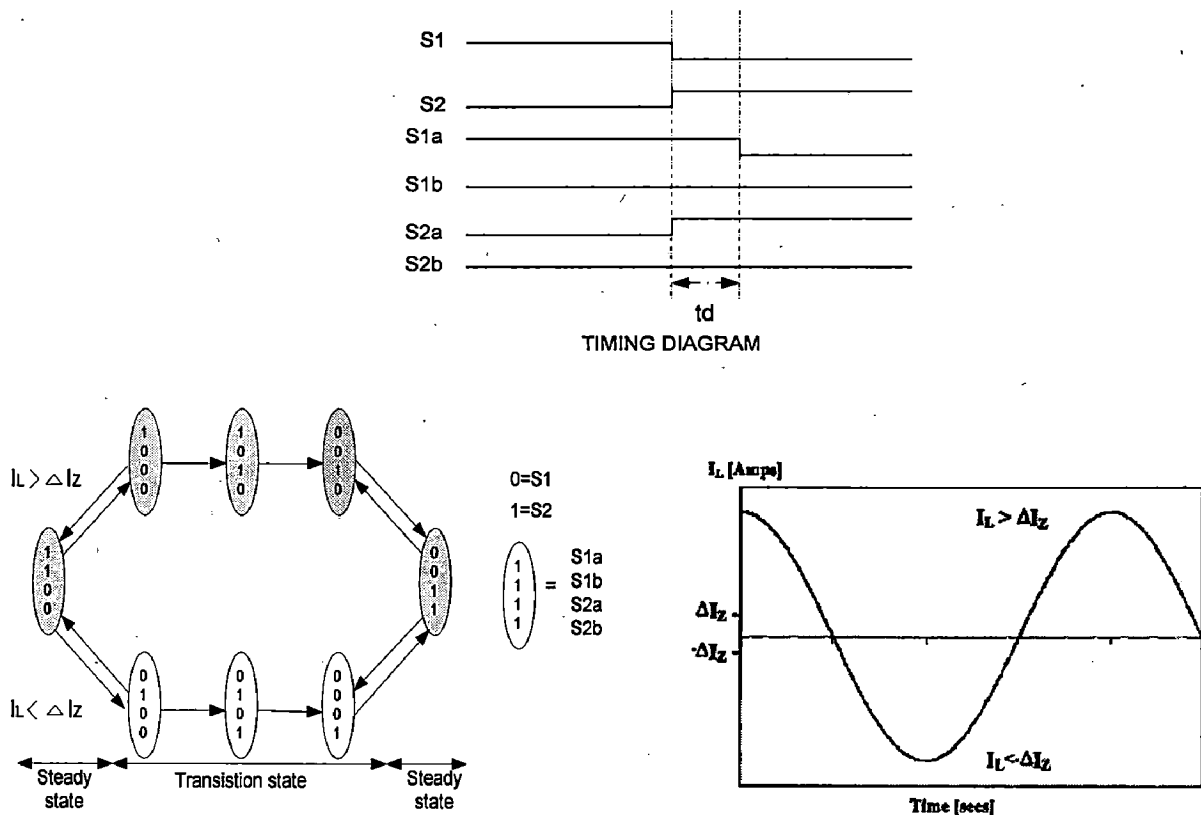 S1
S2
S1a
S1b
S2a
S2b
td
TIMING DIAGRAM
1
0
0
0
1
0
1
0
0
0
1
0
IL > △ IZ
0=S1
1=S2
1
1
0
0
0
0
1
1
1
1
1
1
=
S1a
S1b
S2a
S2b
0
1
0
0
0
1
0
1
0
0
0
1
IL < △ IZ
Steady state
Transistion state
Steady state
IL [Amps]
IL > ΔIZ
ΔIZ
-ΔIZ
IL<-ΔIZ
Time [secs]